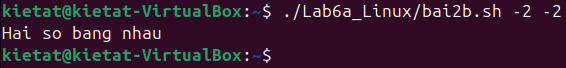 kietat@kietat-VirtualBox:~$ ./Lab6a_Linux/bai2b.sh -2 -2
Hai so bang nhau
kietat@kietat-VirtualBox:~$